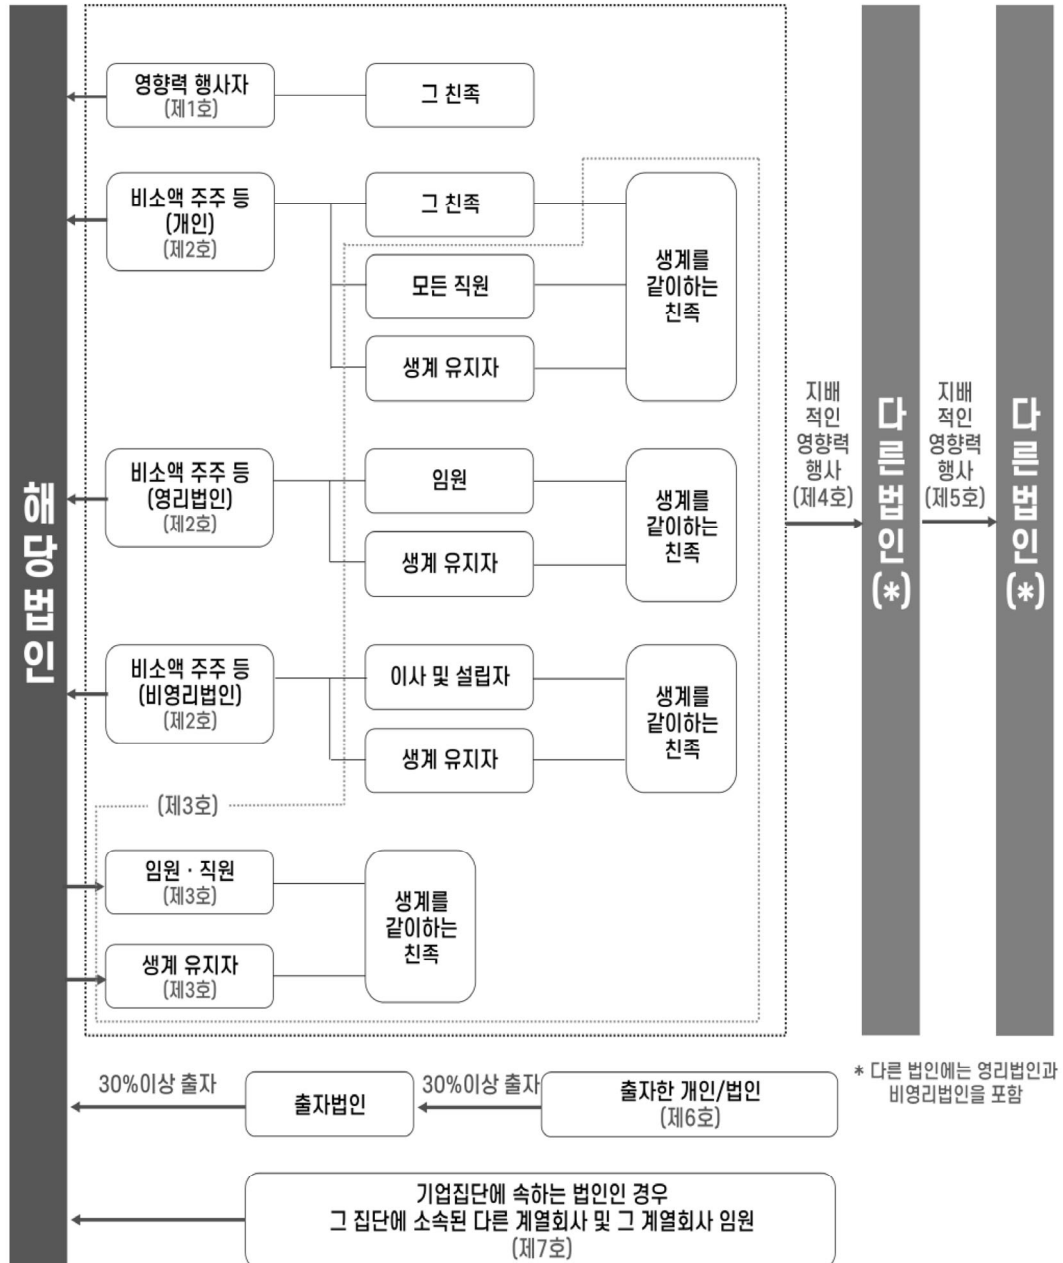 해당법인
영향력 행사자
(제1호)
그 친족
비소액 주주 등
(개인)
(제2호)
그 친족
모든 직원
생계 유지자
생계를
같이하는
친족
비소액 주주 등
(영리법인)
(제2호)
임원
생계 유지자
생계를
같이하는
친족
비소액 주주 등
(비영리법인)
(제2호)
이사 및 설립자
생계 유지자
생계를
같이하는
친족
(제3호)
임원 · 직원
(제3호)
생계 유지자
(제3호)
생계를
같이하는
친족
지배
적인
영향력
행사
(제4호)
다른법인(*)
지배
적인
영향력
행사
(제5호)
다른법인(*)
* 다른 법인에는 영리법인과
비영리법인을 포함
30%이상 출자
출자법인
30%이상 출자
출자한 개인/법인
(제6호)
기업집단에 속하는 법인인 경우
그 집단에 소속된 다른 계열회사 및 그 계열회사 임원
(제7호)